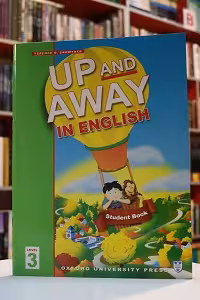 TERENCE G. CROWTHER
UP AND
AWAY
IN ENGLISH
Student Book
LEVEL
3
OXFORD UNIVERSITY PRESS